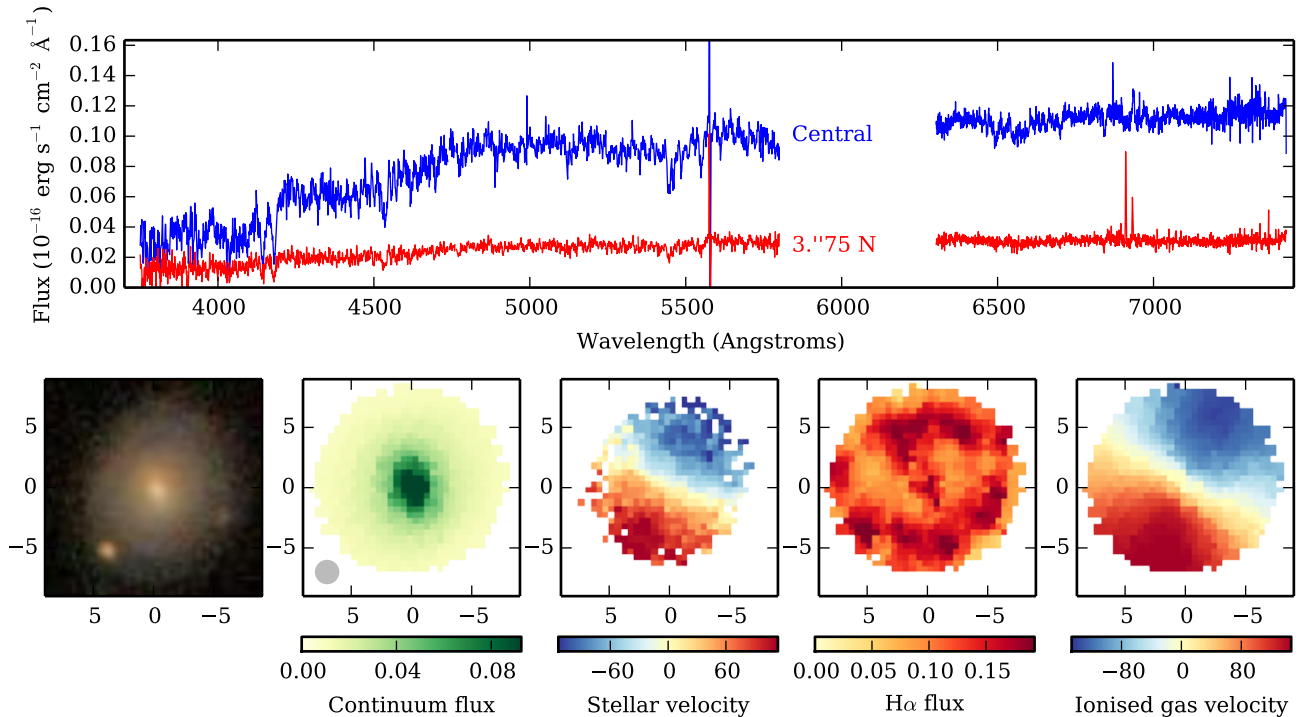 Flux (10⁻¹⁶ erg s⁻¹ cm⁻² Å⁻¹)
0.16
0.14
0.12
0.10
0.08
0.06
0.04
0.02
0.00
Central
3.''75 N
4000 4500 5000 5500 6000 6500 7000
Wavelength (Angstroms)
5
0
−5
5 0 −5
5
0
−5
5 0 −5
0.00 0.04 0.08
Continuum flux
5
0
−5
5 0 −5
−60 0 60
Stellar velocity
5
0
−5
5 0 −5
0.00 0.05 0.10 0.15
Hα flux
5
0
−5
5 0 −5
−80 0 80
Ionised gas velocity